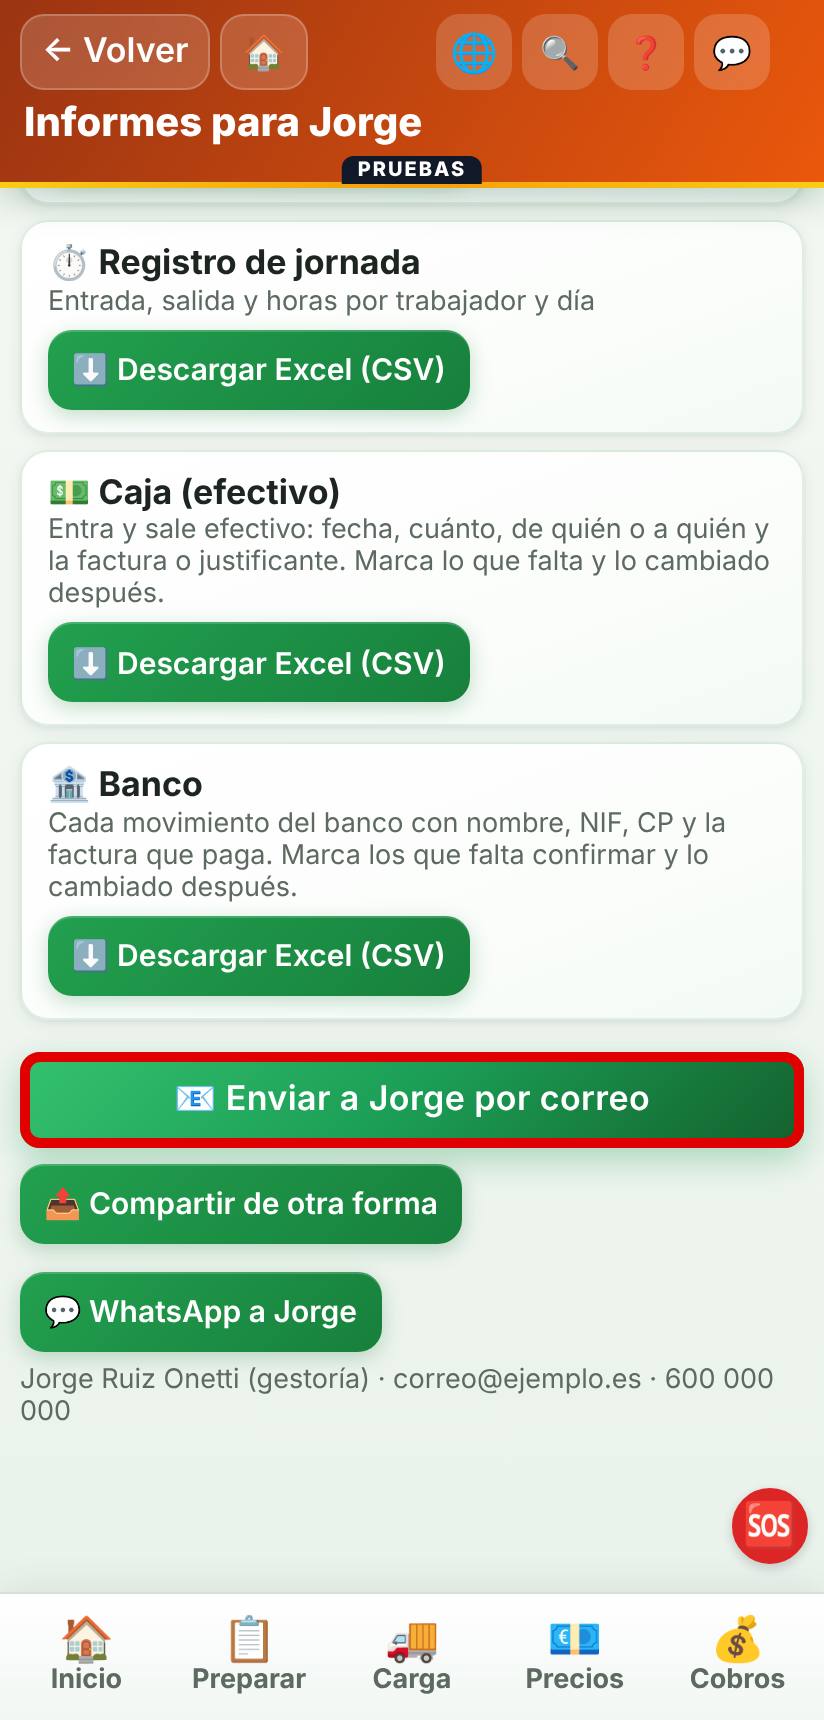 ← Volver
Informes para Jorge
PRUEBAS
Registro de jornada
Entrada, salida y horas por trabajador y día
Descargar Excel (CSV)
Caja (efectivo)
Entra y sale efectivo: fecha, cuánto, de quién o a quién y
la factura o justificante. Marca lo que falta y lo cambiado
después.
Descargar Excel (CSV)
Banco
Cada movimiento del banco con nombre, NIF, CP y la
factura que paga. Marca los que falta confirmar y lo
cambiado después.
Descargar Excel (CSV)
Enviar a Jorge por correo
Compartir de otra forma
WhatsApp a Jorge
Jorge Ruiz Onetti (gestoría) · correo@ejemplo.es · 600 000
000
SOS
Inicio Preparar Carga Precios Cobros